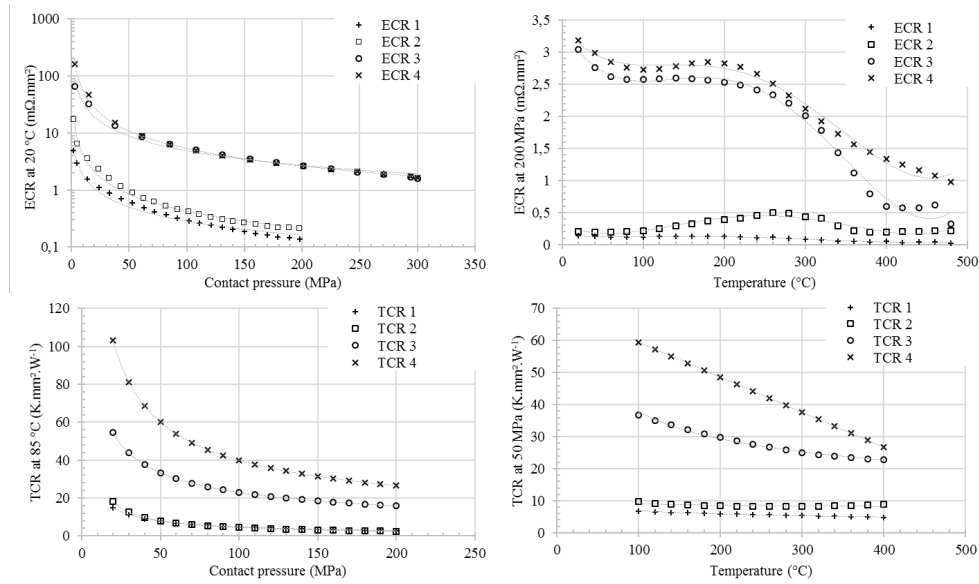 1000
100
10
1
0,1
ECR at 20 °C (mΩ.mm²)
0 50 100 150 200 250 300 350
Contact pressure (MPa)
ECR 1
ECR 2
ECR 3
ECR 4
3,5
3
2,5
2
1,5
1
0,5
0
ECR at 200 MPa (mΩ.mm²)
0 100 200 300 400 500
Temperature (°C)
ECR 1
ECR 2
ECR 3
ECR 4
120
100
80
60
40
20
0
TCR at 85 °C (K.mm².W⁻¹)
0 50 100 150 200 250
Contact pressure (MPa)
TCR 1
TCR 2
TCR 3
TCR 4
70
60
50
40
30
20
10
0
TCR at 50 MPa (K.mm².W⁻¹)
0 100 200 300 400 500
Temperature (°C)
TCR 1
TCR 2
TCR 3
TCR 4